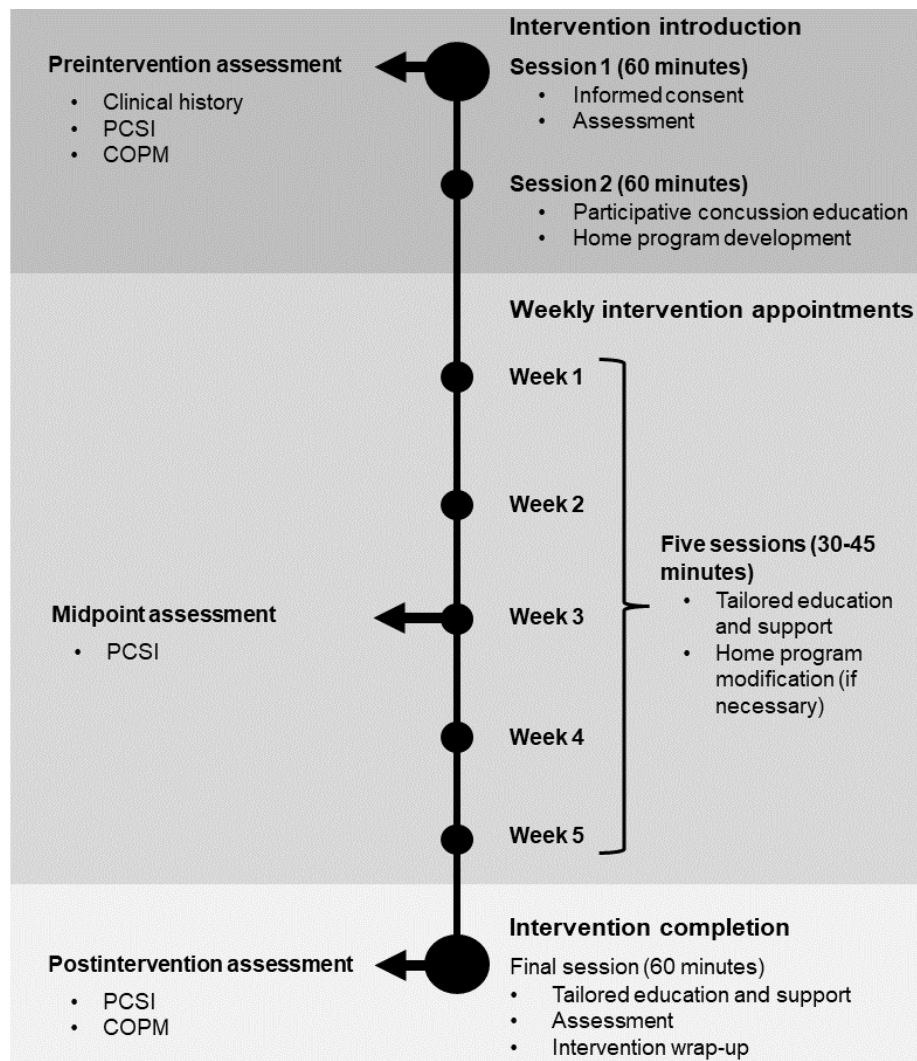 Intervention introduction
Preintervention assessment
• Clinical history
• PCSI
• COPM
Session 1 (60 minutes)
• Informed consent
• Assessment
Session 2 (60 minutes)
• Participative concussion education
• Home program development
Weekly intervention appointments
Week 1
Week 2
Week 3
Week 4
Week 5
Five sessions (30-45
minutes)
• Tailored education
and support
• Home program
modification (if
necessary)
Midpoint assessment
• PCSI
Intervention completion
Final session (60 minutes)
• Tailored education and support
• Assessment
• Intervention wrap-up
Postintervention assessment
• PCSI
• COPM